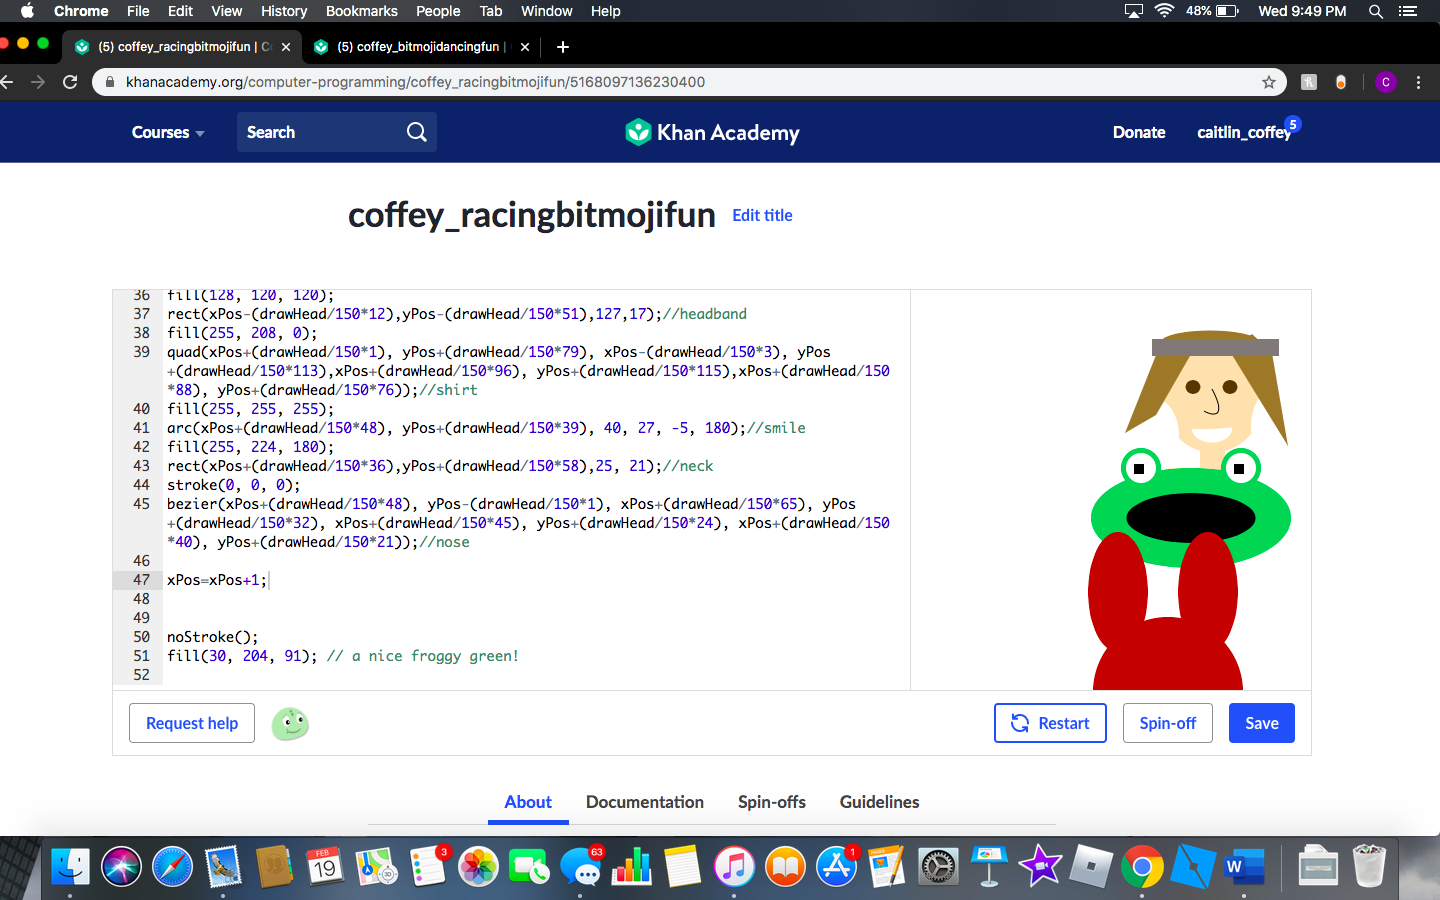 Chrome File Edit View History Bookmarks People Tab Window Help 48% Wed 9:49 PM
(5) coffey_racingbitmojifun | Co (5) coffey_bitmojidancingfun |
khanacademy.org/computer-programming/coffey_racingbitmojifun/5168097136230400 C
Courses Search Khan Academy Donate caitlin_coffey 5
coffey_racingbitmojifun Edit title
36 fill(128, 120, 120);
37 rect(xPos-(drawHead/150*12),yPos-(drawHead/150*51),127,17);//headband
38 fill(255, 208, 0);
39 quad(xPos+(drawHead/150*1), yPos+(drawHead/150*79), xPos-(drawHead/150*3), yPos
+(drawHead/150*113),xPos+(drawHead/150*96), yPos+(drawHead/150*115),xPos+(drawHead/150
*88), yPos+(drawHead/150*76));//shirt
40 fill(255, 255, 255);
41 arc(xPos+(drawHead/150*48), yPos+(drawHead/150*39), 40, 27, -5, 180);//smile
42 fill(255, 224, 180);
43 rect(xPos+(drawHead/150*36),yPos+(drawHead/150*58),25, 21);//neck
44 stroke(0, 0, 0);
45 bezier(xPos+(drawHead/150*48), yPos-(drawHead/150*1), xPos+(drawHead/150*65), yPos
+(drawHead/150*32), xPos+(drawHead/150*45), yPos+(drawHead/150*24), xPos+(drawHead/150
*40), yPos+(drawHead/150*21));//nose
46
47 xPos=xPos+1;
48
49
50 noStroke();
51 fill(30, 204, 91); // a nice froggy green!
52
Request help Restart Spin-off Save
About Documentation Spin-offs Guidelines
FEB 19 3 63 1 W